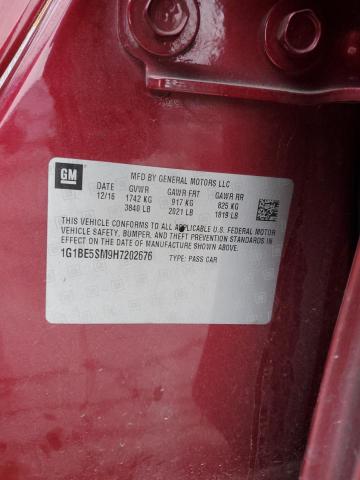 GM
MFD BY GENERAL MOTORS LLC
DATE GVWR GAWR FRT GAWR RR
12/16 1742 KG 917 KG 825 KG
3840 LB 2021 LB 1819 LB
THIS VEHICLE CONFORMS TO ALL APPLICABLE U.S. FEDERAL MOTOR
VEHICLE SAFETY, BUMPER, AND THEFT PREVENTION STANDARDS IN
EFFECT ON THE DATE OF MANUFACTURE SHOWN ABOVE.
1G1BE5SM9H7202676 TYPE: PASS CAR